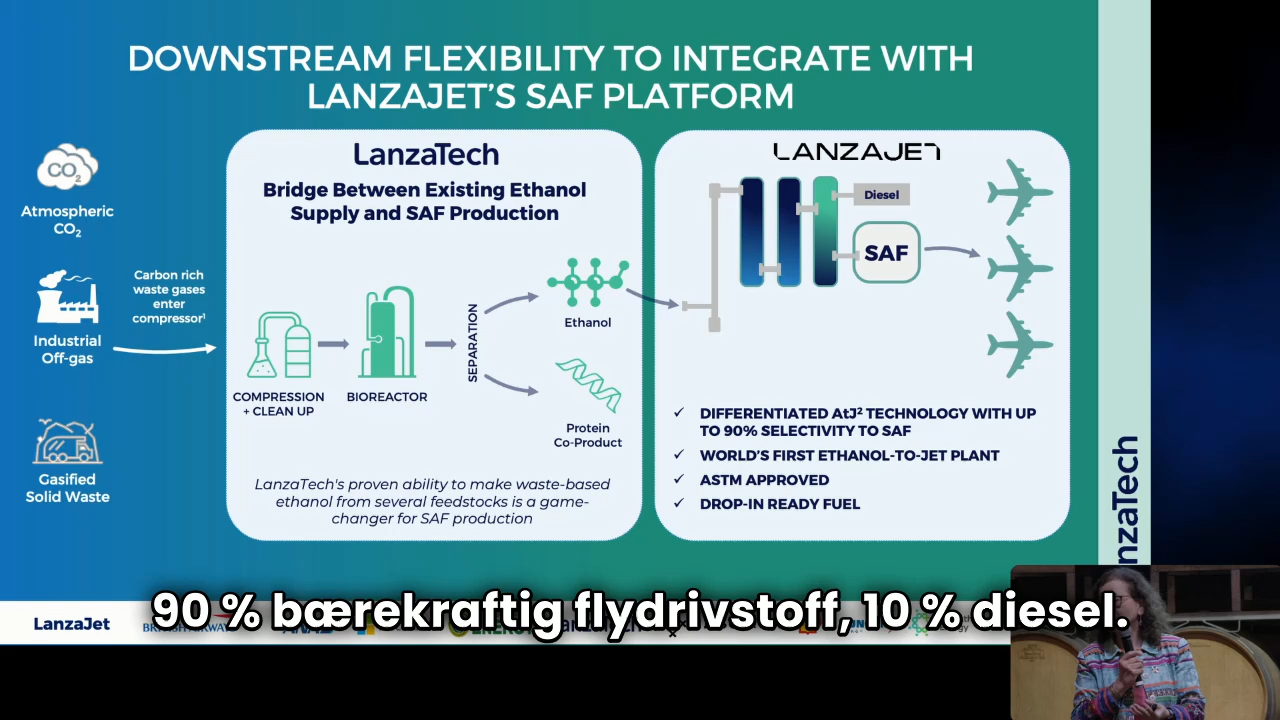 DOWNSTREAM FLEXIBILITY TO INTEGRATE WITH
LANZAJET'S SAF PLATFORM
CO2
Atmospheric
CO2
Carbon rich
waste gases
enter
compressor¹
Industrial
Off-gas
Gasified
Solid Waste
LanzaTech
Bridge Between Existing Ethanol
Supply and SAF Production
COMPRESSION
+ CLEAN UP
BIOREACTOR
SEPARATION
Ethanol
Protein
Co-Product
LanzaTech's proven ability to make waste-based
ethanol from several feedstocks is a game-
changer for SAF production
LANZAJET
Diesel
SAF
✓ DIFFERENTIATED AtJ² TECHNOLOGY WITH UP
TO 90% SELECTIVITY TO SAF
✓ WORLD'S FIRST ETHANOL-TO-JET PLANT
✓ ASTM APPROVED
✓ DROP-IN READY FUEL
nzaTech
90 % bærekraftig flydrivstoff, 10 % diesel.
LanzaJet